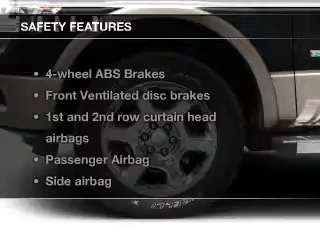 SAFETY FEATURES
• 4-wheel ABS Brakes
• Front Ventilated disc brakes
• 1st and 2nd row curtain head
airbags
• Passenger Airbag
• Side airbag